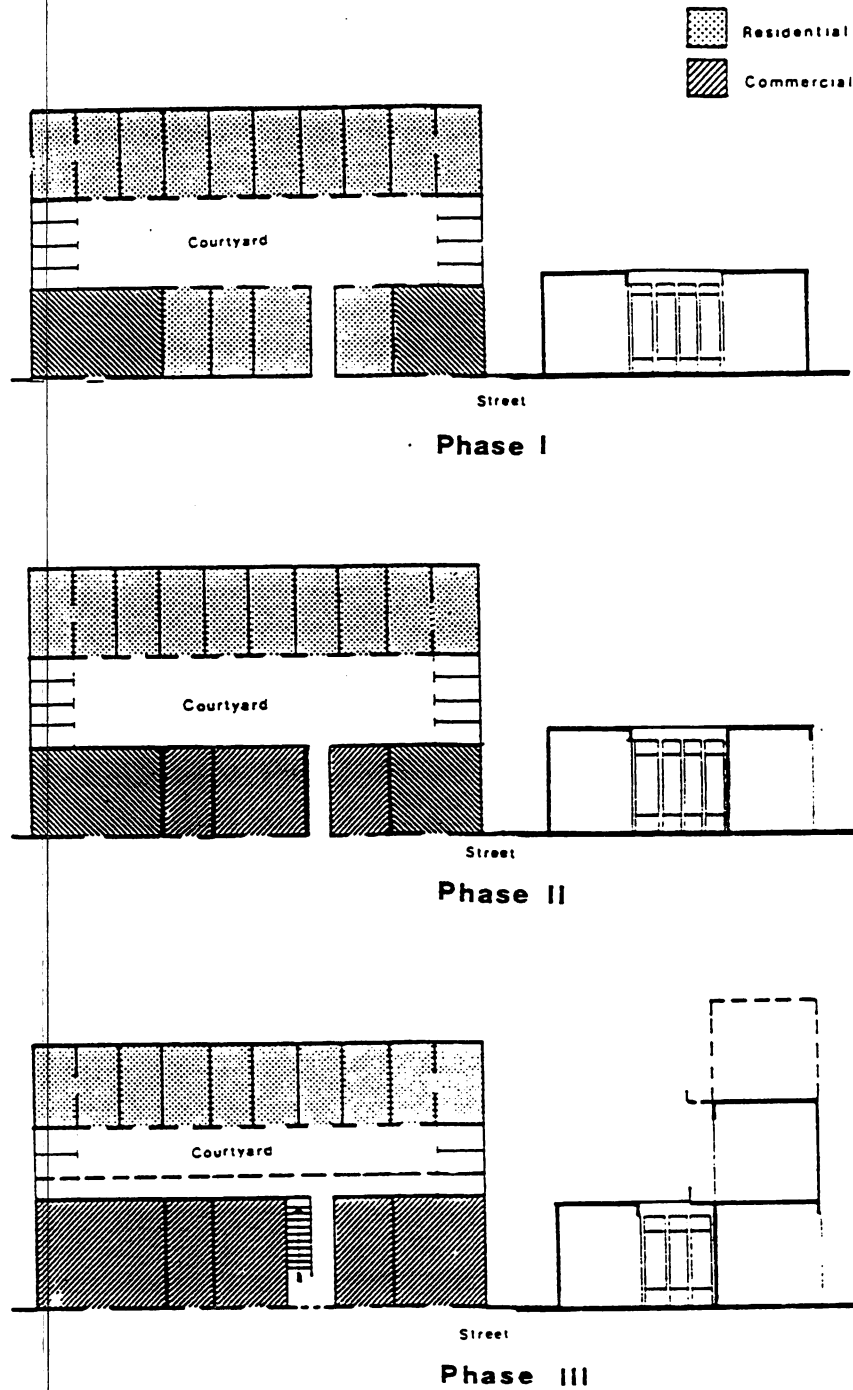 Residential
Commercial
Courtyard
Street
Phase I
Courtyard
Street
Phase II
Courtyard
Street
Phase III